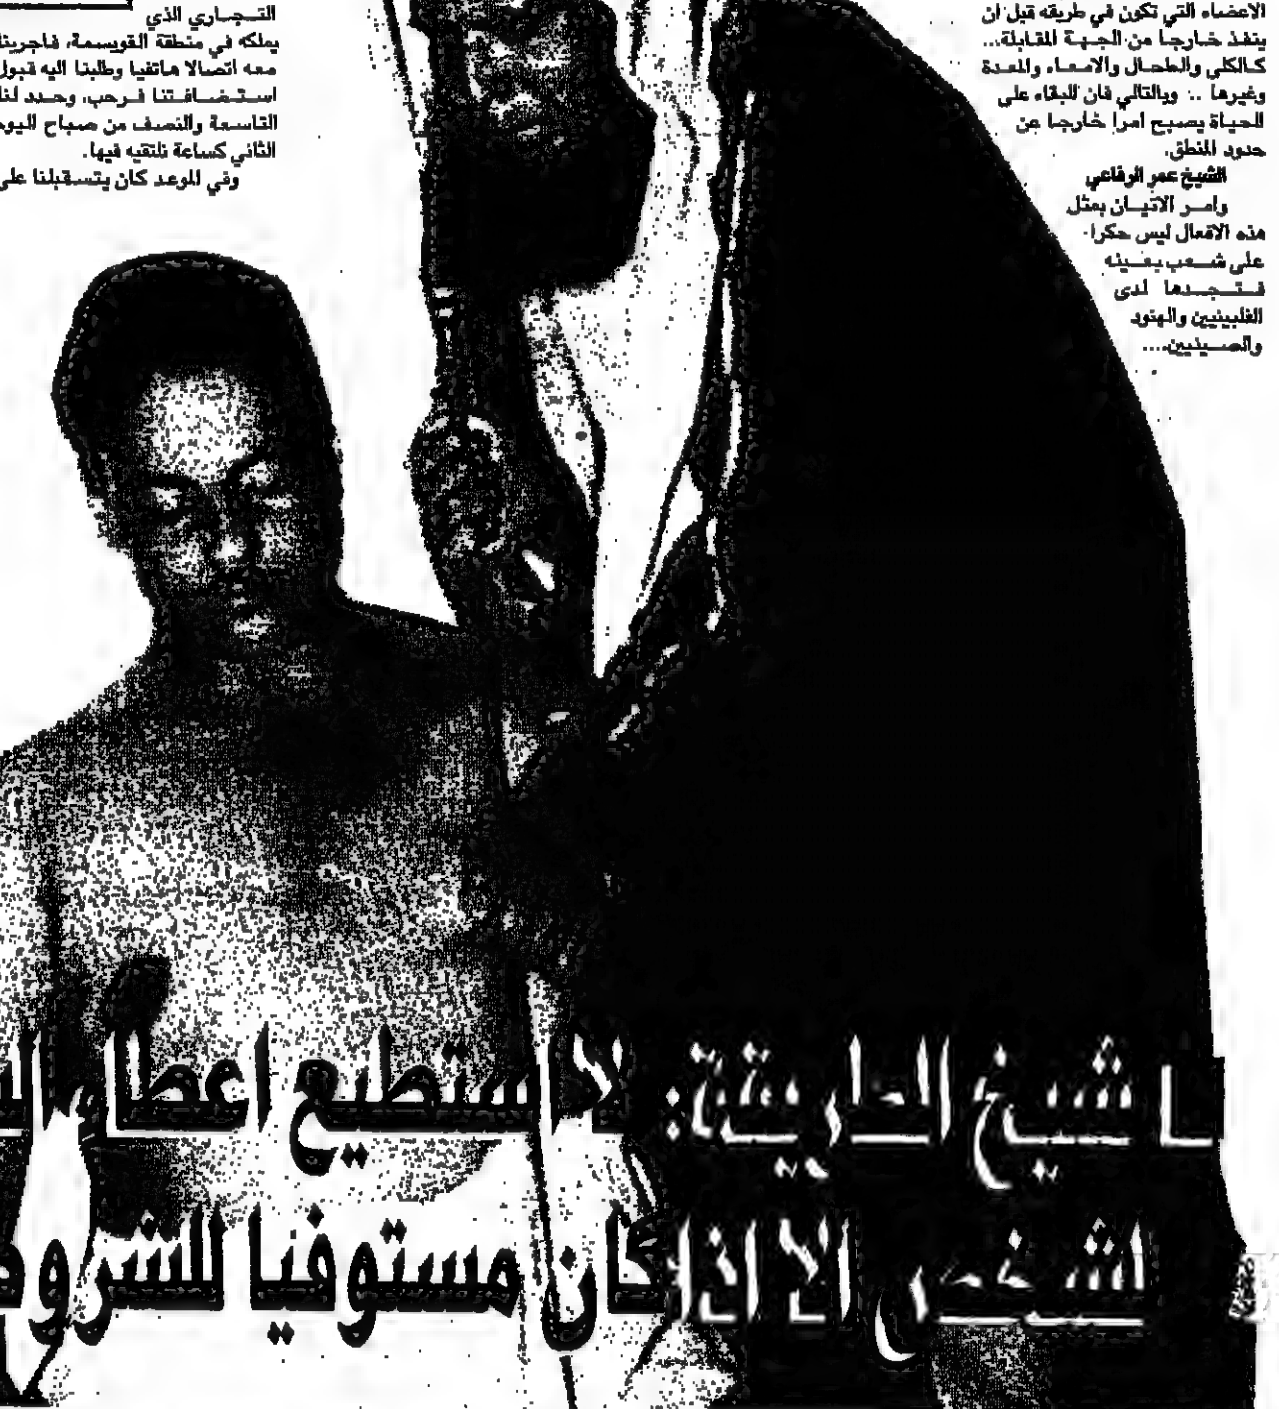 الاعضاء التي تكون في طريقه قبل ان
ينفذ خارجا من الجهة المقابلة...
كالكلى والطحال والامعاء والمعدة
وغيرها .. وبالتالي فان البقاء على
الحياة يصبح امرا خارجا عن
حدود المنطق.
الشيخ عمر الرفاعي
وامر الاتيان بمثل
هذه الافعال ليس حكرا
على شعب بعينه
فتجدها لدى
الفلبينيين والهنود
والصينيين....
التجاري الذي
يملكه في منطقة القويسمة، فاجرينا
معه اتصالا هاتفيا وطلبنا اليه قبول
استضافتنا فرحب، وحدد لنا
التاسعة والنصف من صباح اليوم
الثاني كساعة نلتقيه فيها.
وفي الموعد كان يتسقبلنا على
شيخ الطريقة: لا استطيع اعطاء
لشخص الا اذا كان مستوفيا